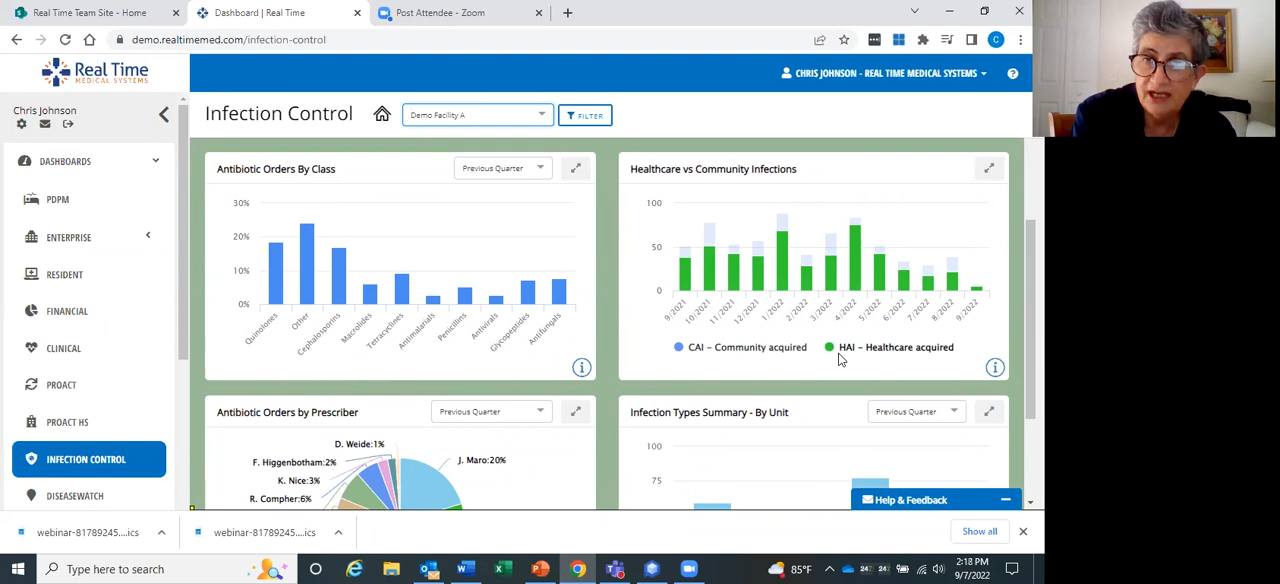 Real Time Team Site - Home
Dashboard | Real Time
Post Attendee - Zoom
demo.realtimemed.com/infection-control
C
Real Time
MEDICAL SYSTEMS
CHRIS JOHNSON - REAL TIME MEDICAL SYSTEMS
Chris Johnson
DASHBOARDS
PDPM
ENTERPRISE
RESIDENT
FINANCIAL
CLINICAL
PROACT
PROACT HS
INFECTION CONTROL
DISEASEWATCH
Infection Control
Demo Facility A
FILTER
Antibiotic Orders By Class
Previous Quarter
30%
20%
10%
0%
Quinolones
Other
Cephalosporins
Macrolides
Tetracyclines
Antimalarials
Penicillins
Antivirals
Glycopeptides
Antifungals
Healthcare vs Community Infections
100
50
0
9/2021
10/2021
11/2021
12/2021
1/2022
2/2022
3/2022
4/2022
5/2022
6/2022
7/2022
8/2022
9/2022
CAI - Community acquired
HAI - Healthcare acquired
Antibiotic Orders by Prescriber
Previous Quarter
D. Weide:1%
F. Higgenbotham:2%
K. Nice:3%
R. Compher:6%
J. Maro:20%
Infection Types Summary - By Unit
Previous Quarter
100
75
Help & Feedback
webinar-81789245....ics
webinar-81789245....ics
Show all
Type here to search
85°F
2:18 PM
9/7/2022